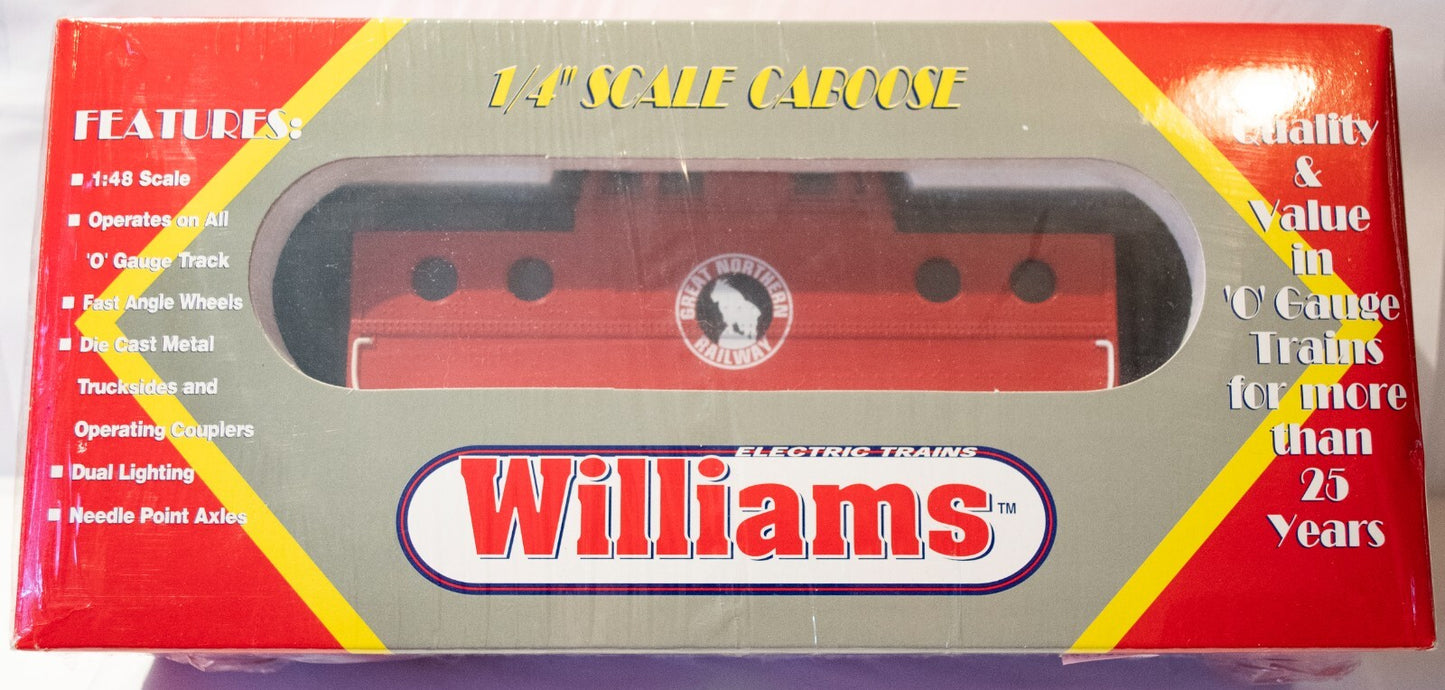 1/4" SCALE CABOOSE
FEATURES:
■ 1:48 Scale
■ Operates on All
'O' Gauge Track
■ Fast Angle Wheels
■ Die Cast Metal
Trucksides and
Operating Couplers
■ Dual Lighting
■ Needle Point Axles
GREAT NORTHERN
RAILWAY
ELECTRIC TRAINS
Williams™
Quality
&
Value
in
'O' Gauge
Trains
for more
than
25
Years